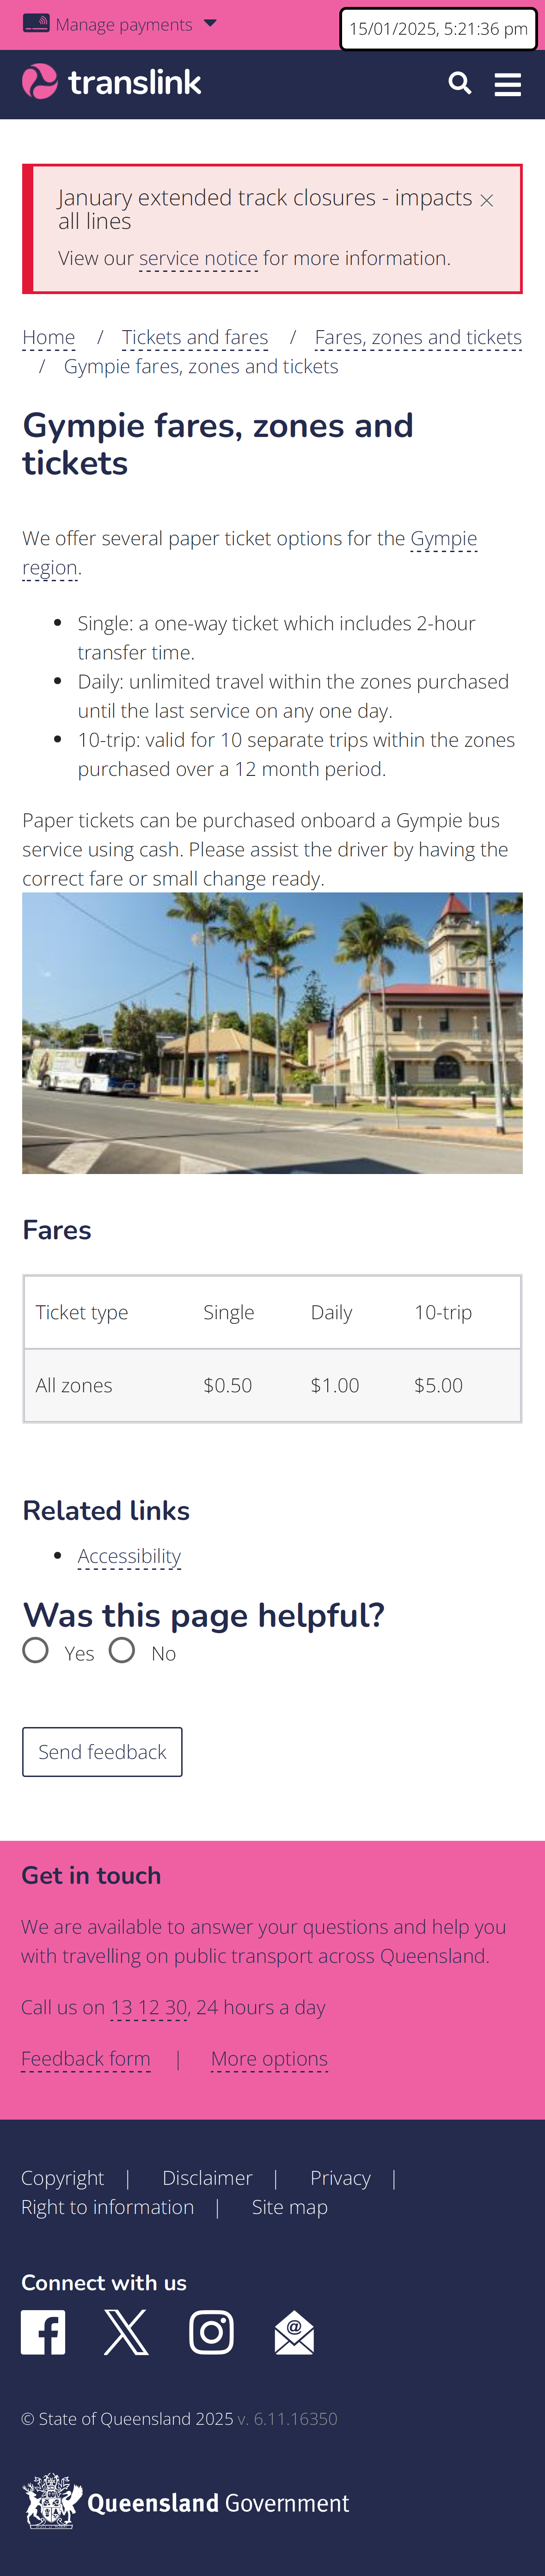 Manage payments
15/01/2025, 5:21:36 pm
translink
January extended track closures - impacts
all lines
View our service notice for more information.
Home / Tickets and fares / Fares, zones and tickets
/ Gympie fares, zones and tickets
Gympie fares, zones and
tickets
We offer several paper ticket options for the Gympie
region.
• Single: a one-way ticket which includes 2-hour
transfer time.
• Daily: unlimited travel within the zones purchased
until the last service on any one day.
• 10-trip: valid for 10 separate trips within the zones
purchased over a 12 month period.
Paper tickets can be purchased onboard a Gympie bus
service using cash. Please assist the driver by having the
correct fare or small change ready.
Fares
Ticket type Single Daily 10-trip
All zones $0.50 $1.00 $5.00
Related links
• Accessibility
Was this page helpful?
Yes No
Send feedback
Get in touch
We are available to answer your questions and help you
with travelling on public transport across Queensland.
Call us on 13 12 30, 24 hours a day
Feedback form | More options
Copyright | Disclaimer | Privacy |
Right to information | Site map
Connect with us
© State of Queensland 2025 v. 6.11.16350
Queensland Government